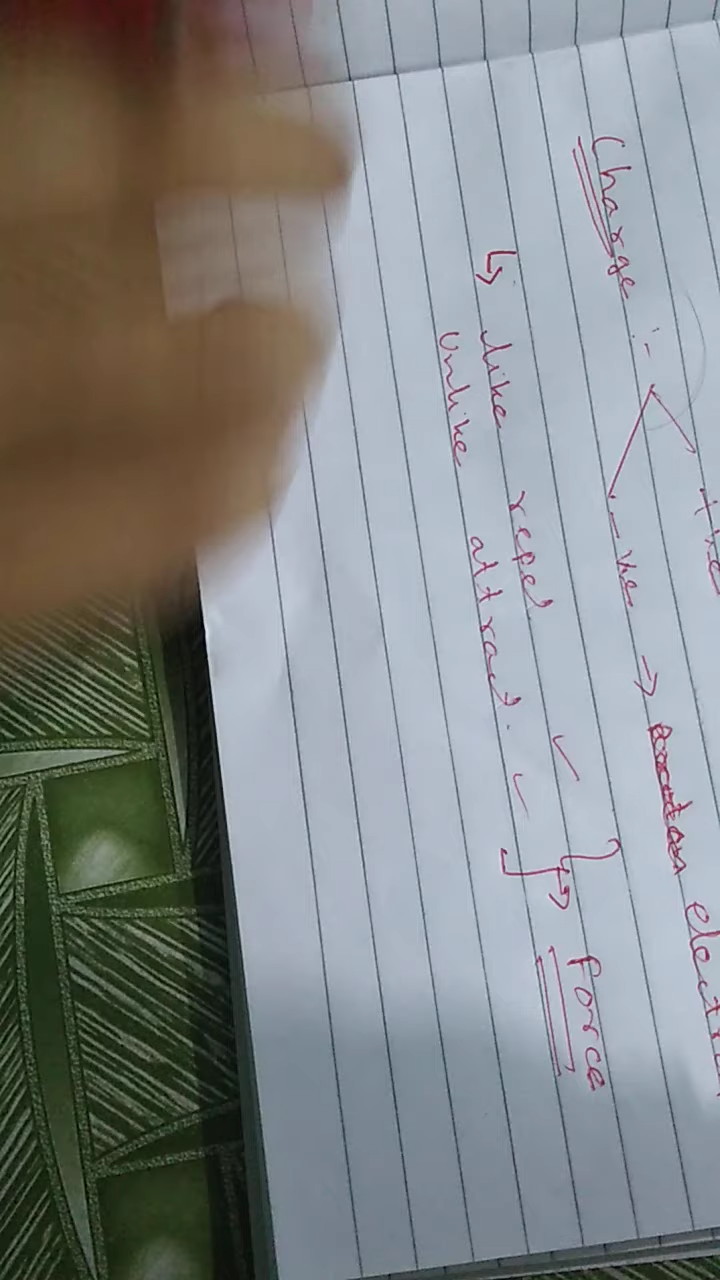 +ve
Charge :- -ve → electr
↳ like repel ✓
unlike attract. ✓ } → Force